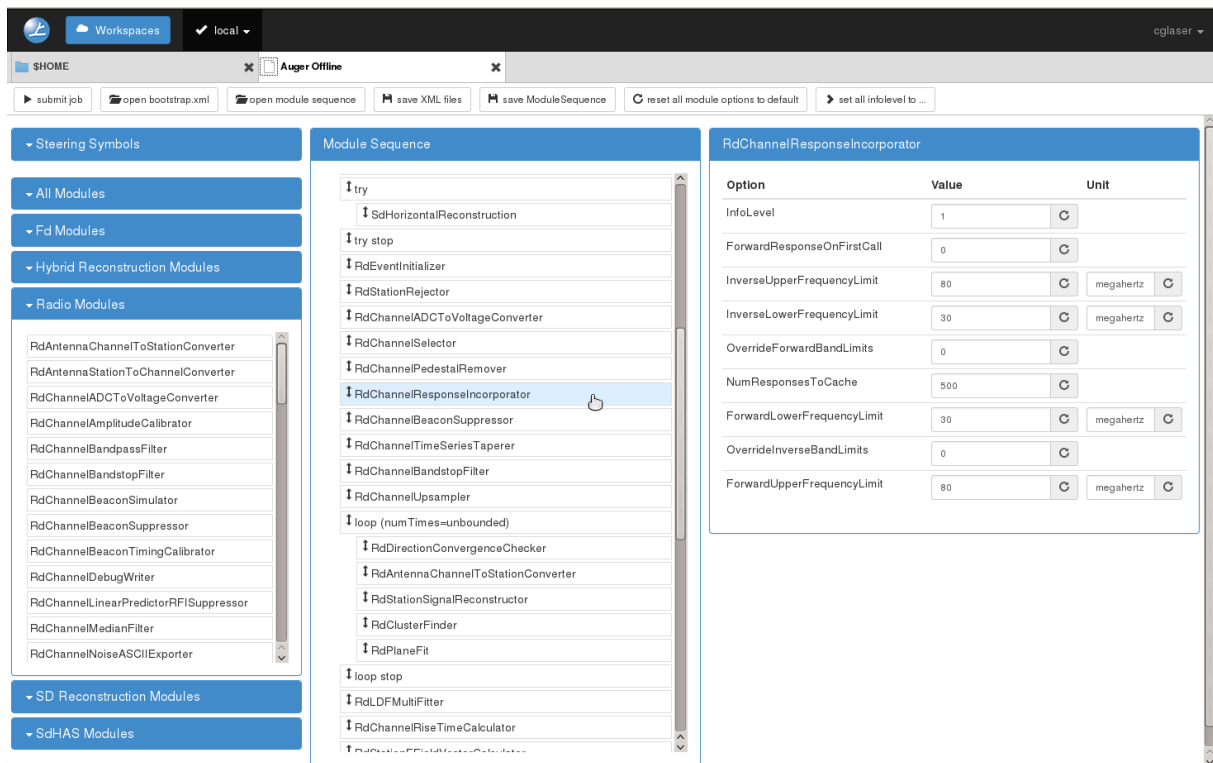 Workspaces local cglaser
$HOME Auger Offline
submit job open bootstrap.xml open module sequence save XML files save ModuleSequence reset all module options to default set all infolevel to ...
Steering Symbols
All Modules
Fd Modules
Hybrid Reconstruction Modules
Radio Modules
RdAntennaChannelToStationConverter
RdAntennaStationToChannelConverter
RdChannelADCToVoltageConverter
RdChannelAmplitudeCalibrator
RdChannelBandpassFilter
RdChannelBandstopFilter
RdChannelBeaconSimulator
RdChannelBeaconSuppressor
RdChannelBeaconTimingCalibrator
RdChannelDebugWriter
RdChannelLinearPredictorRFISuppressor
RdChannelMedianFilter
RdChannelNoiseASCIIExporter
SD Reconstruction Modules
SdHAS Modules
Module Sequence
try
SdHorizontalReconstruction
try stop
RdEventInitializer
RdStationRejector
RdChannelADCToVoltageConverter
RdChannelSelector
RdChannelPedestalRemover
RdChannelResponseIncorporator
RdChannelBeaconSuppressor
RdChannelTimeSeriesTaperer
RdChannelBandstopFilter
RdChannelUpsampler
loop (numTimes=unbounded)
RdDirectionConvergenceChecker
RdAntennaChannelToStationConverter
RdStationSignalReconstructor
RdClusterFinder
RdPlaneFit
loop stop
RdLDFMultiFitter
RdChannelRiseTimeCalculator
RdChannelResponseIncorporator
Option Value Unit
InfoLevel 1
ForwardResponseOnFirstCall 0
InverseUpperFrequencyLimit 80 megahertz
InverseLowerFrequencyLimit 30 megahertz
OverrideForwardBandLimits 0
NumResponsesToCache 500
ForwardLowerFrequencyLimit 30 megahertz
OverrideInverseBandLimits 0
ForwardUpperFrequencyLimit 80 megahertz